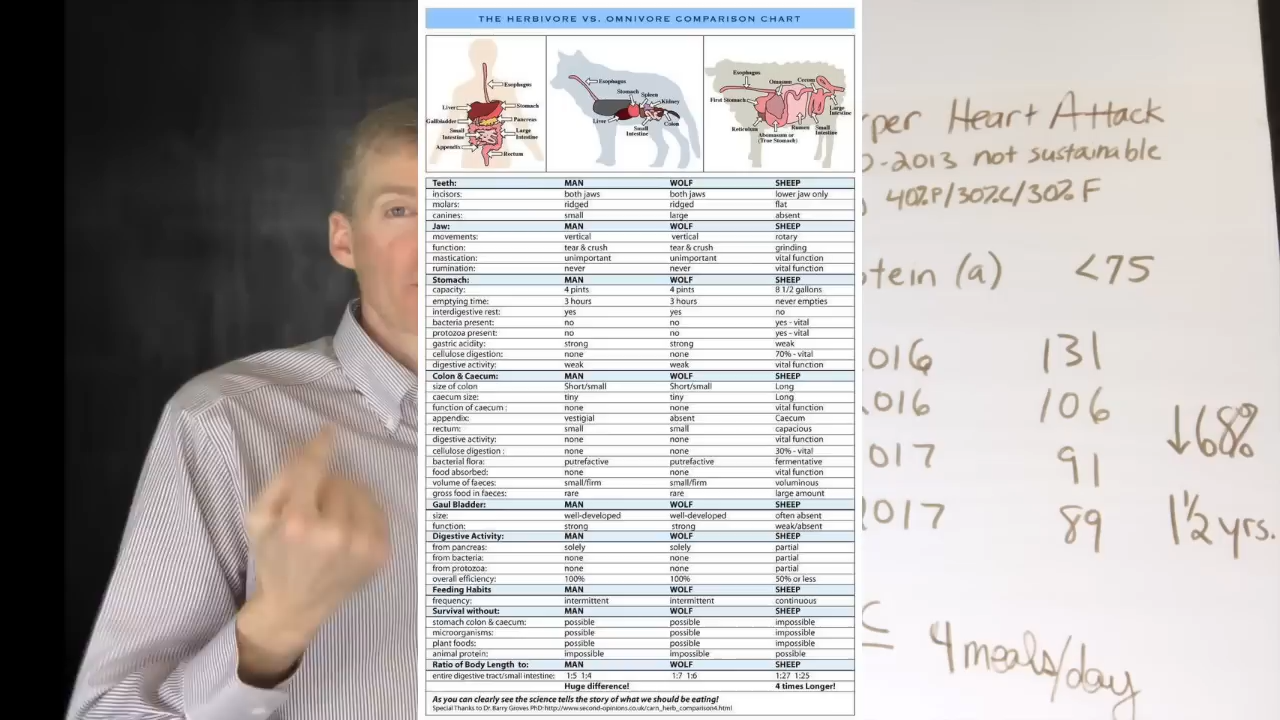 THE HERBIVORE VS. OMNIVORE COMPARISON CHART
Esophagus
Liver
Stomach
GallBladder
Pancreas
Small Intestine
Large Intestine
Appendix
Rectum
Esophagus
Stomach
Spleen
Kidney
Liver
Small Intestine
Colon
Esophagus
Omasum
Cecum
First Stomach
Large Intestine
Reticulum
Rumen
Small Intestine
Abomasum or (True Stomach)
Teeth: MAN WOLF SHEEP
incisors: both jaws both jaws lower jaw only
molars: ridged ridged flat
canines: small large absent
Jaw: MAN WOLF SHEEP
movements: vertical vertical rotary
function: tear & crush tear & crush grinding
mastication: unimportant unimportant vital function
rumination: never never vital function
Stomach: MAN WOLF SHEEP
capacity: 4 pints 4 pints 8 1/2 gallons
emptying time: 3 hours 3 hours never empties
interdigestive rest: yes yes no
bacteria present: no no yes - vital
protozoa present: no no yes - vital
gastric acidity: strong strong weak
cellulose digestion: none none 70% - vital
digestive activity: weak weak vital function
Colon & Caecum: MAN WOLF SHEEP
size of colon Short/small Short/small Long
caecum size: tiny tiny Long
function of caecum : none none vital function
appendix: vestigial absent Caecum
rectum: small small capacious
digestive activity: none none vital function
cellulose digestion : none none 30% - vital
bacterial flora: putrefactive putrefactive fermentative
food absorbed: none none vital function
volume of faeces: small/firm small/firm voluminous
gross food in faeces: rare rare large amount
Gaul Bladder: MAN WOLF SHEEP
size: well-developed well-developed often absent
function: strong strong weak/absent
Digestive Activity: MAN WOLF SHEEP
from pancreas: solely solely partial
from bacteria: none none partial
from protozoa: none none partial
overall efficiency: 100% 100% 50% or less
Feeding Habits MAN WOLF SHEEP
frequency: intermittent intermittent continuous
Survival without: MAN WOLF SHEEP
stomach colon & caecum: possible possible impossible
microorganisms: possible possible impossible
plant foods: possible possible impossible
animal protein: impossible impossible possible
Ratio of Body Length to: MAN WOLF SHEEP
entire digestive tract/small intestine: 1:5 1:4 1:7 1:6 1:27 1:25
Huge difference! 4 times Longer!
As you can clearly see the science tells the story of what we should be eating!
Special Thanks to Dr. Barry Groves PhD: http://www.second-opinions.co.uk/carn_herb_comparison4.html
per Heart Attack
-2013 not sustainable
40%P/30%C/30%F
tein (a) <75
016 131
016 106
↓68%
017 91
017 89
1½ yrs.
4 meals/day